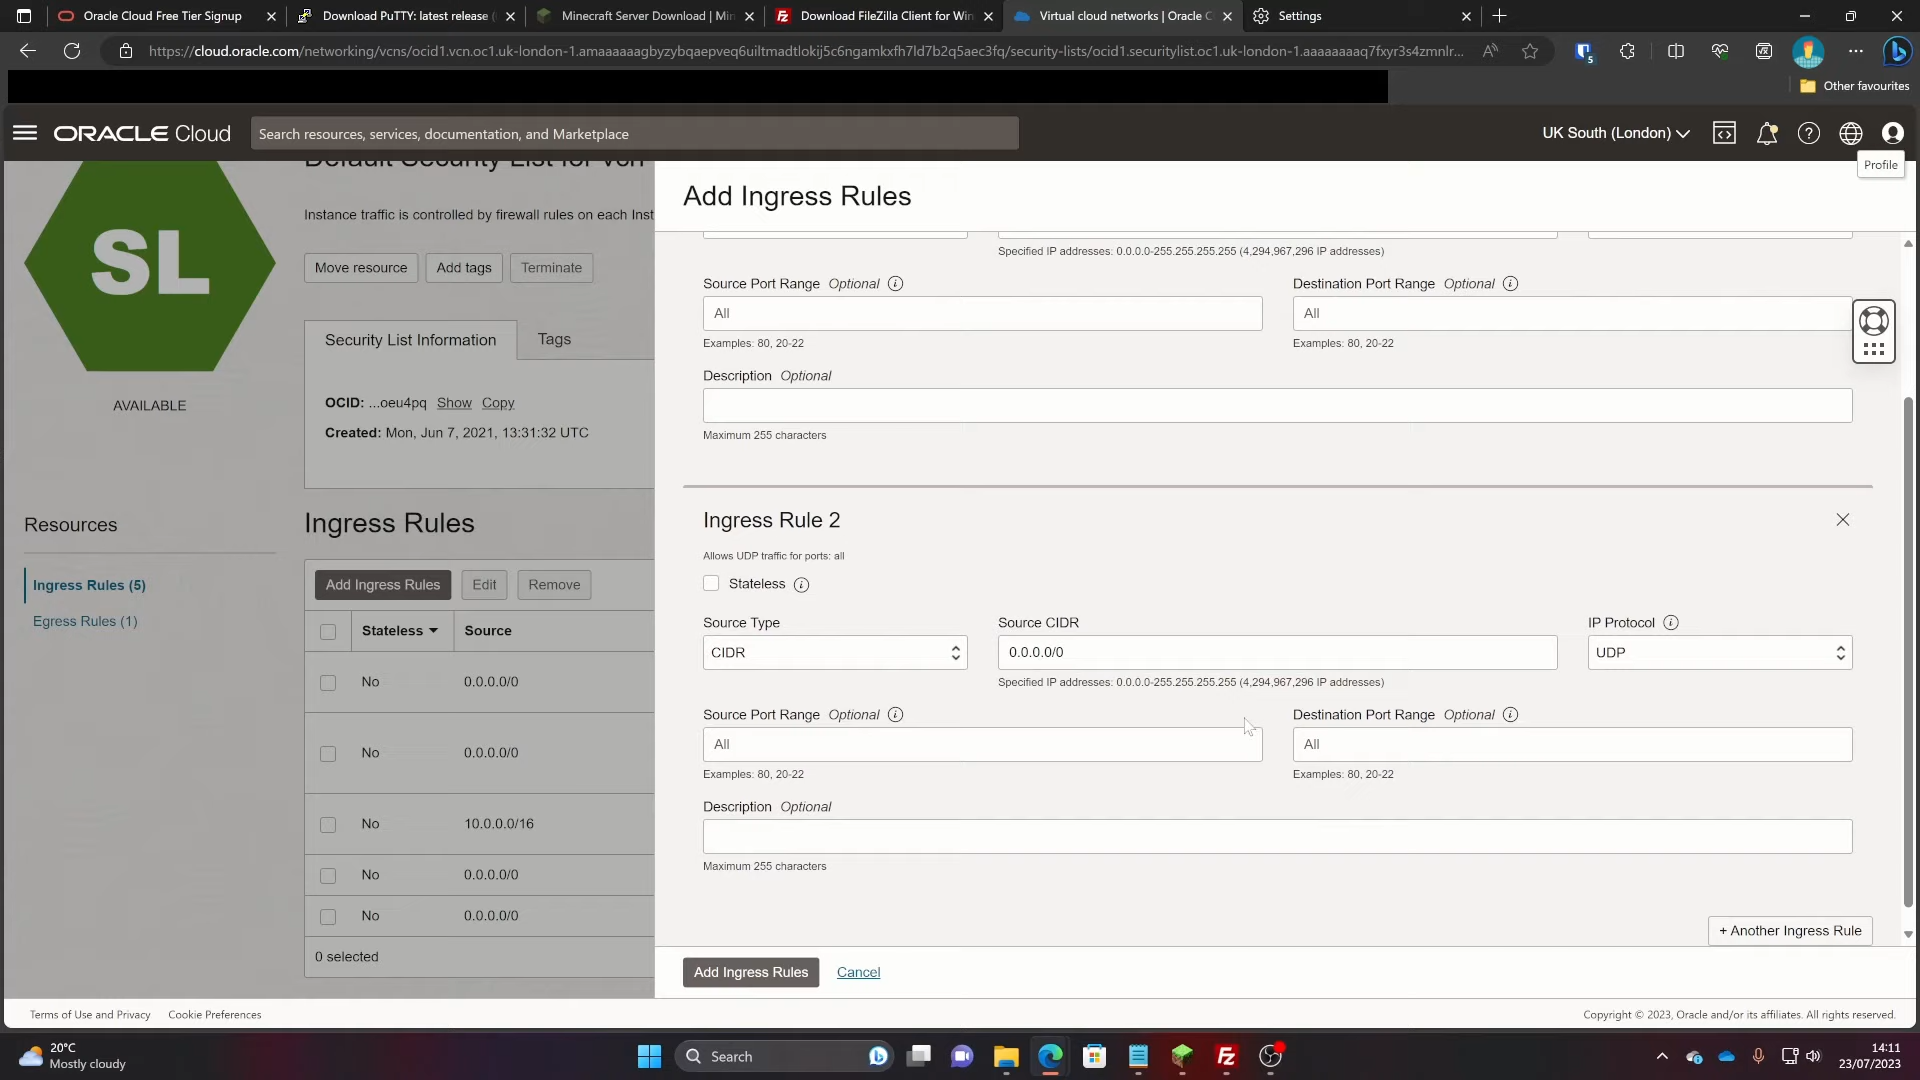 Oracle Cloud Free Tier Signup
Download PuTTY: latest release (
Minecraft Server Download | Min
Download FileZilla Client for Win
Virtual cloud networks | Oracle C
Settings
https://cloud.oracle.com/networking/vcns/ocid1.vcn.oc1.uk-london-1.amaaaaaagbyzybqaepveq6uiltmadtlokij5c6ngamkxfh7ld7b2q5aec3fq/security-lists/ocid1.securitylist.oc1.uk-london-1.aaaaaaaaq7fxyr3s4zmnlr...
5
Other favourites
ORACLE Cloud
Search resources, services, documentation, and Marketplace
UK South (London)
Profile
Default Security List for vcn
SL
AVAILABLE
Instance traffic is controlled by firewall rules on each Inst
Move resource
Add tags
Terminate
Security List Information
Tags
OCID: ...oeu4pq Show Copy
Created: Mon, Jun 7, 2021, 13:31:32 UTC
Resources
Ingress Rules (5)
Egress Rules (1)
Ingress Rules
Add Ingress Rules
Edit
Remove
Stateless
Source
No 0.0.0.0/0
No 0.0.0.0/0
No 10.0.0.0/16
No 0.0.0.0/0
No 0.0.0.0/0
0 selected
Add Ingress Rules
Specified IP addresses: 0.0.0.0-255.255.255.255 (4,294,967,296 IP addresses)
Source Port Range Optional
Destination Port Range Optional
All
All
Examples: 80, 20-22
Examples: 80, 20-22
Description Optional
Maximum 255 characters
Ingress Rule 2
Allows UDP traffic for ports: all
Stateless
Source Type
Source CIDR
IP Protocol
CIDR
0.0.0.0/0
UDP
Specified IP addresses: 0.0.0.0-255.255.255.255 (4,294,967,296 IP addresses)
Source Port Range Optional
Destination Port Range Optional
All
All
Examples: 80, 20-22
Examples: 80, 20-22
Description Optional
Maximum 255 characters
+ Another Ingress Rule
Add Ingress Rules
Cancel
Terms of Use and Privacy
Cookie Preferences
Copyright © 2023, Oracle and/or its affiliates. All rights reserved.
20°C
Mostly cloudy
Search
14:11
23/07/2023